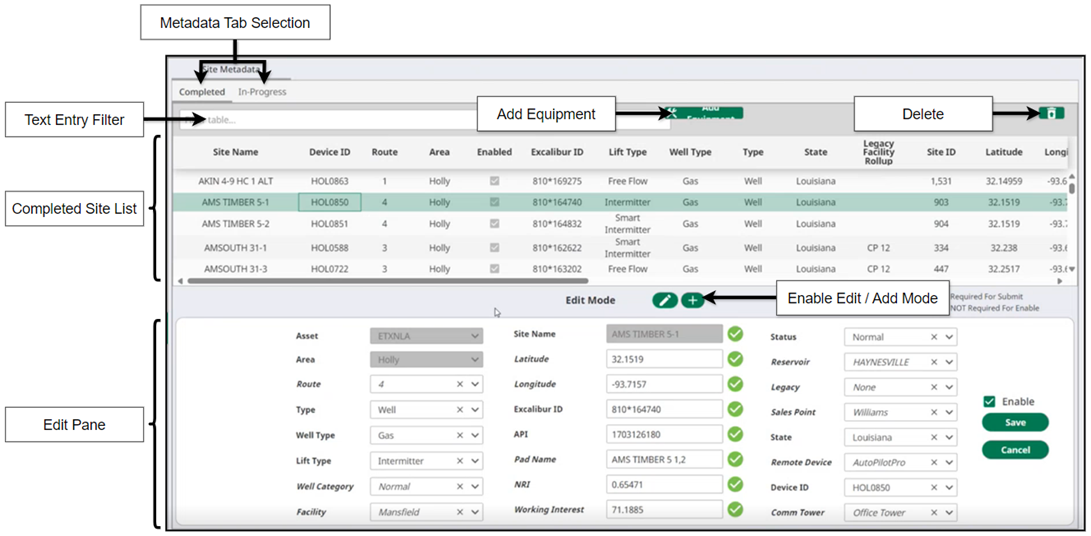 Metadata Tab Selection
Site Metadata
Completed In-Progress
Text Entry Filter
table...
Add Equipment
Add
Delete
Site Name Device ID Route Area Enabled Excalibur ID Lift Type Well Type Type State Legacy Facility Rollup Site ID Latitude Longi
Completed Site List
AKIN 4-9 HC 1 ALT HOL0863 1 Holly 810*169275 Free Flow Gas Well Louisiana 1,531 32.14959 -93.6
AMS TIMBER 5-1 HOL0850 4 Holly 810*164740 Intermitter Gas Well Louisiana 903 32.1519 -93.
AMS TIMBER 5-2 HOL0851 4 Holly 810*164832 Smart Intermitter Gas Well Louisiana 904 32.1519 -93.
AMSOUTH 31-1 HOL0588 3 Holly 810*162622 Smart Intermitter Gas Well Louisiana CP 12 334 32.238 -93.6
AMSOUTH 31-3 HOL0722 3 Holly 810*163202 Free Flow Gas Well Louisiana CP 12 447 32.2517 -93.6
Edit Mode
Enable Edit / Add Mode
Required For Submit
NOT Required For Enable
Edit Pane
Asset ETXNLA
Area Holly
Route 4
Type Well
Well Type Gas
Lift Type Intermitter
Well Category Normal
Facility Mansfield
Site Name AMS TIMBER 5-1
Latitude 32.1519
Longitude -93.7157
Excalibur ID 810*164740
API 1703126180
Pad Name AMS TIMBER 5 1,2
NRI 0.65471
Working Interest 71.1885
Status Normal
Reservoir HAYNESVILLE
Legacy None
Sales Point Williams
State Louisiana
Remote Device AutoPilotPro
Device ID HOL0850
Comm Tower Office Tower
Enable
Save
Cancel